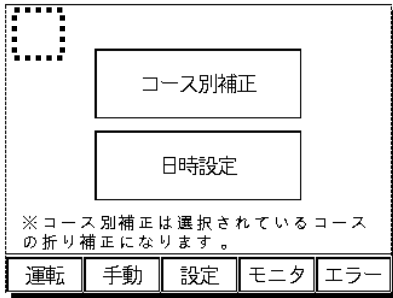 コース別補正
日時設定
※コース別補正は選択されているコース
の折り補正になります。
運転 手動 設定 モニタ エラー